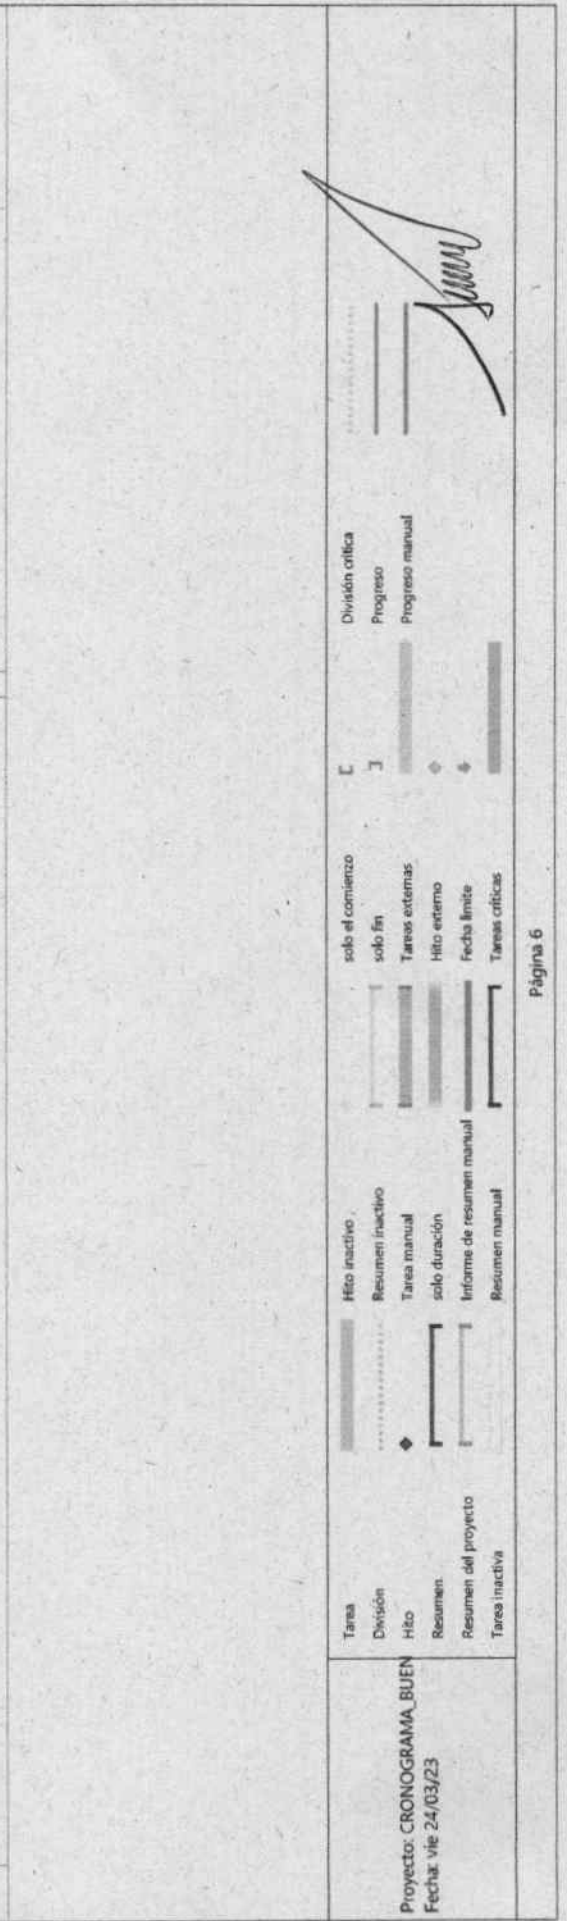 Proyecto: CRONOGRAMA_BUEN
Fecha: vie 24/03/23
Tarea
División
Hito
Resumen
Resumen del proyecto
Tarea inactiva
Hito inactivo
Resumen inactivo
Tarea manual
solo duración
Informe de resumen manual
Resumen manual
solo el comienzo
solo fin
Tareas externas
Hito externo
Fecha límite
Tareas críticas
División crítica
Progreso
Progreso manual
Página 6